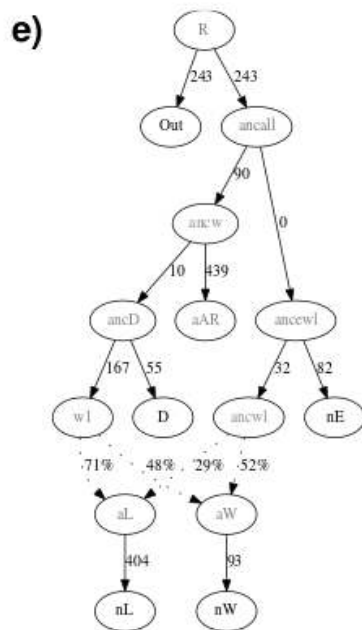 e)
R
243 243
Out ancall
90
ancw 0
10 439
ancD aAR ancewl
167 55 32 82
wl D ancwl nE
71% 48% 29% 52%
aL aW
404 93
nL nW